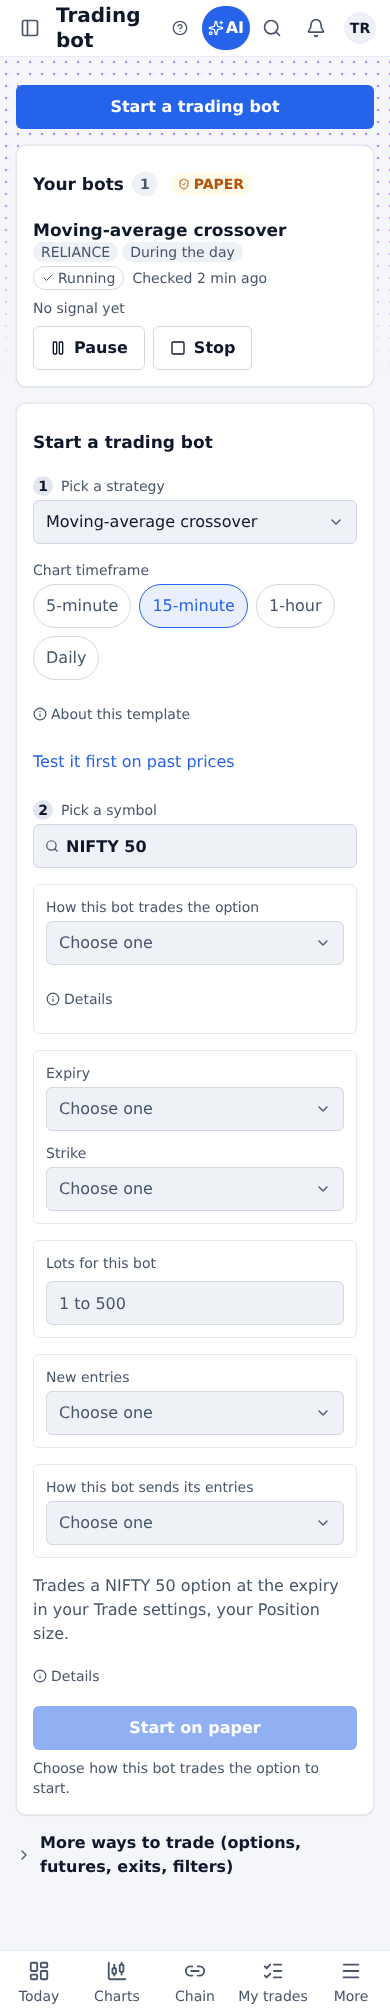 Trading bot
AI
TR
Start a trading bot
Your bots 1 PAPER
Moving-average crossover
RELIANCE During the day
Running Checked 2 min ago
No signal yet
Pause Stop
Start a trading bot
1 Pick a strategy
Moving-average crossover
Chart timeframe
5-minute 15-minute 1-hour
Daily
About this template
Test it first on past prices
2 Pick a symbol
NIFTY 50
How this bot trades the option
Choose one
Details
Expiry
Choose one
Strike
Choose one
Lots for this bot
1 to 500
New entries
Choose one
How this bot sends its entries
Choose one
Trades a NIFTY 50 option at the expiry
in your Trade settings, your Position
size.
Details
Start on paper
Choose how this bot trades the option to
start.
More ways to trade (options,
futures, exits, filters)
Today Charts Chain My trades More